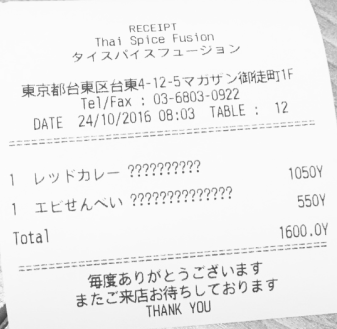 RECEIPT
Thai Spice Fusion
タイスパイスフュージョン
東京都台東区台東4-12-5マガザン御徒町1F
Tel/Fax : 03-6803-0922
DATE 24/10/2016 08:03 TABLE : 12
1 レッドカレー ?????????? 1050Y
1 エビせんべい ?????????????? 550Y
Total 1600.0Y
毎度ありがとうございます
またご来店お待ちしております
THANK YOU